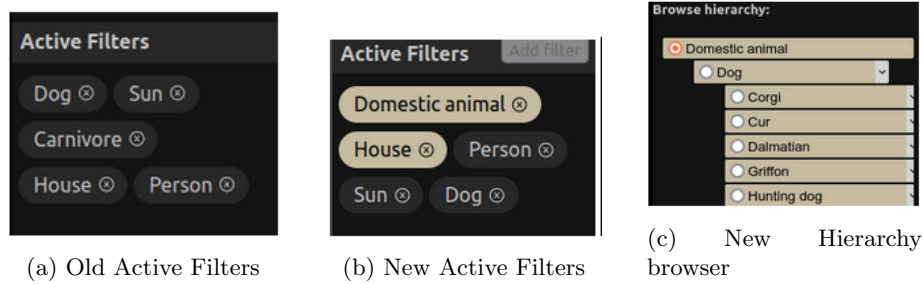 Active Filters
Dog ⊗ Sun ⊗
Carnivore ⊗
House ⊗ Person ⊗
(a) Old Active Filters
Active Filters Add filter
Domestic animal ⊗
House ⊗ Person ⊗
Sun ⊗ Dog ⊗
(b) New Active Filters
Browse hierarchy:
Domestic animal
Dog
Corgi
Cur
Dalmatian
Griffon
Hunting dog
(c) New Hierarchy
browser